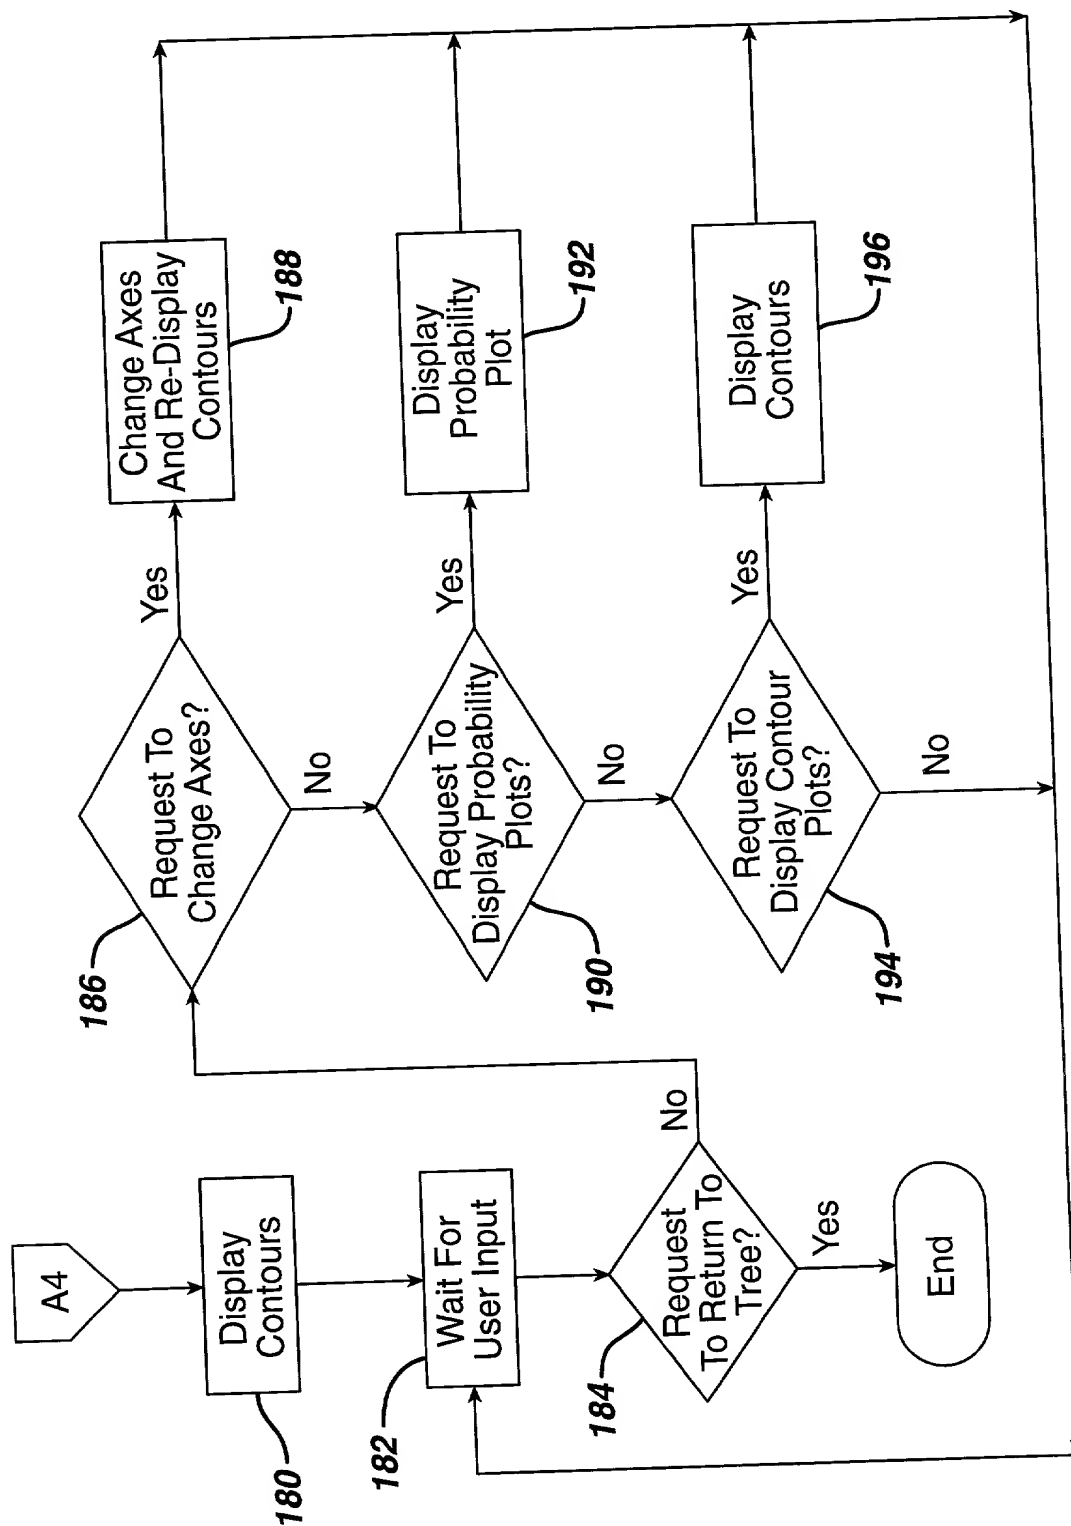 A4
Display
Contours
180
Wait For
User Input
182
Request
To Return To
Tree?
184
No
Yes
End
Request To
Change Axes?
186
Yes
No
Change Axes
And Re-Display
Contours
188
Request To
Display Probability
Plots?
190
Yes
No
Display
Probability
Plot
192
Request To
Display Contour
Plots?
194
Yes
No
Display
Contours
196